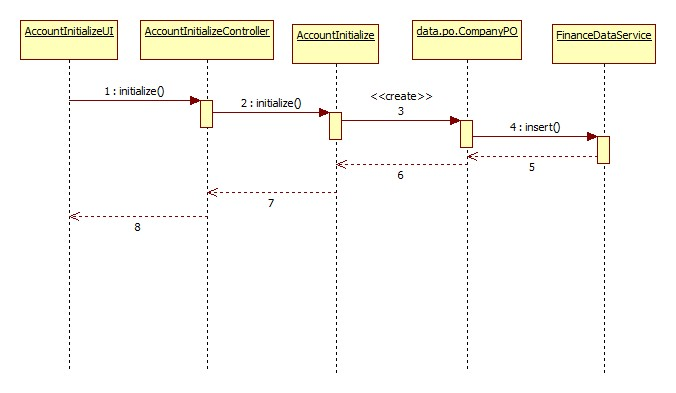 AccountInitializeUI
AccountInitializeController
AccountInitialize
data.po.CompanyPO
FinanceDataService
1 : initialize()
2 : initialize()
<<create>>
3
4 : insert()
5
6
7
8